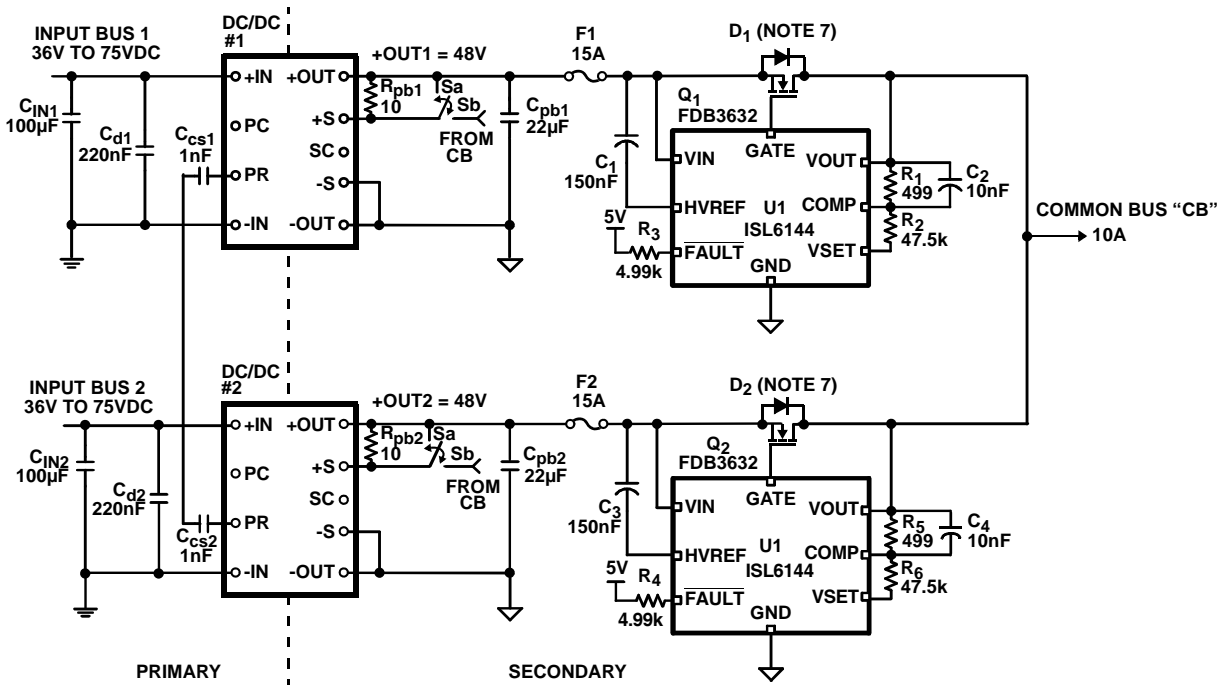 INPUT BUS 1
36V TO 75VDC
DC/DC
#1
+OUT1 = 48V
F1
15A
D1 (NOTE 7)
+IN
+OUT
Rpb1
10
Sa
Sb
CIN1
100µF
Cd1
220nF
Ccs1
1nF
PC
+S
FROM
CB
Cpb1
22µF
Q1
FDB3632
SC
PR
-S
-IN
-OUT
C1
150nF
VIN
GATE
VOUT
HVREF
U1
ISL6144
COMP
R1
499
C2
10nF
R2
47.5k
5V
R3
4.99k
FAULT
GND
VSET
COMMON BUS “CB”
10A
INPUT BUS 2
36V TO 75VDC
DC/DC
#2
+OUT2 = 48V
F2
15A
D2 (NOTE 7)
+IN
+OUT
Rpb2
10
Sa
Sb
CIN2
100µF
Cd2
220nF
Ccs2
1nF
PC
+S
FROM
CB
Cpb2
22µF
Q2
FDB3632
SC
PR
-S
-IN
-OUT
C3
150nF
VIN
GATE
VOUT
HVREF
U1
ISL6144
COMP
R5
499
C4
10nF
R6
47.5k
5V
R4
4.99k
FAULT
GND
VSET
PRIMARY
SECONDARY